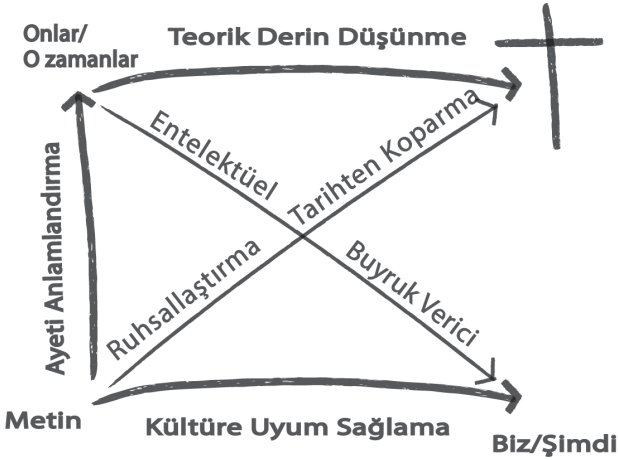 Onlar/
O zamanlar
Teorik Derin Düşünme
Entelektüel
Tarihten Koparma
Ayeti Anlamlandırma
Ruhsallaştırma
Buyruk Verici
Metin
Kültüre Uyum Sağlama
Biz/Şimdi